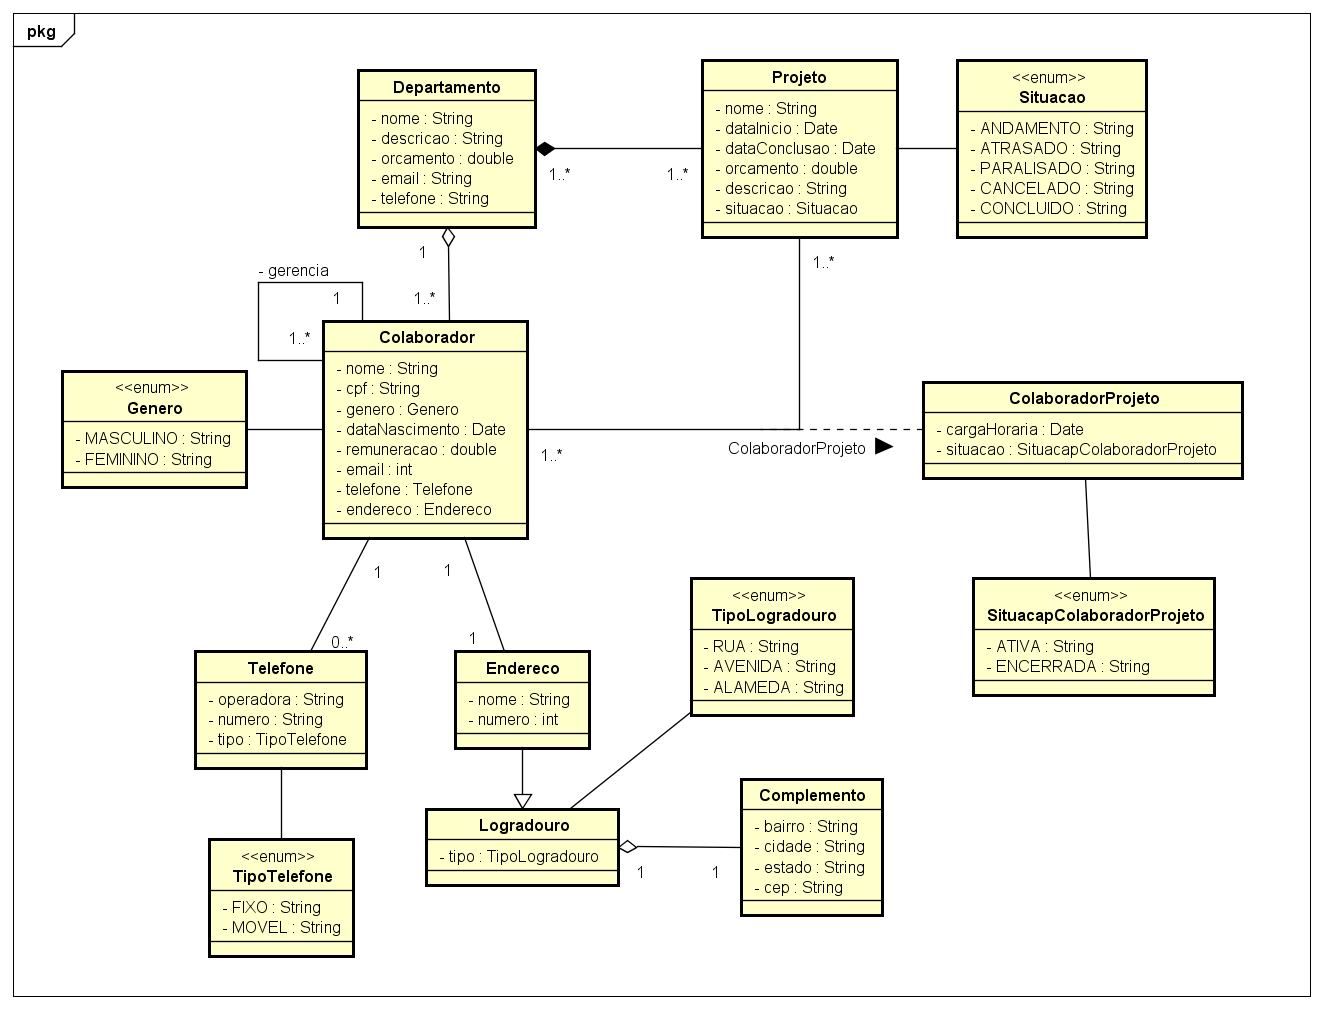 pkg
Departamento
- nome : String
- descricao : String
- orcamento : double
- email : String
- telefone : String
1..*
1..*
Projeto
- nome : String
- dataInicio : Date
- dataConclusao : Date
- orcamento : double
- descricao : String
- situacao : Situacao
<<enum>>
Situacao
- ANDAMENTO : String
- ATRASADO : String
- PARALISADO : String
- CANCELADO : String
- CONCLUIDO : String
1
1..*
1..*
- gerencia
1
1..*
Colaborador
- nome : String
- cpf : String
- genero : Genero
- dataNascimento : Date
- remuneracao : double
- email : int
- telefone : Telefone
- endereco : Endereco
1..*
<<enum>>
Genero
- MASCULINO : String
- FEMININO : String
ColaboradorProjeto
ColaboradorProjeto
- cargaHoraria : Date
- situacao : SituacapColaboradorProjeto
1
0..*
1
1
<<enum>>
TipoLogradouro
- RUA : String
- AVENIDA : String
- ALAMEDA : String
<<enum>>
SituacapColaboradorProjeto
- ATIVA : String
- ENCERRADA : String
Telefone
- operadora : String
- numero : String
- tipo : TipoTelefone
Endereco
- nome : String
- numero : int
Logradouro
- tipo : TipoLogradouro
1
1
Complemento
- bairro : String
- cidade : String
- estado : String
- cep : String
<<enum>>
TipoTelefone
- FIXO : String
- MOVEL : String